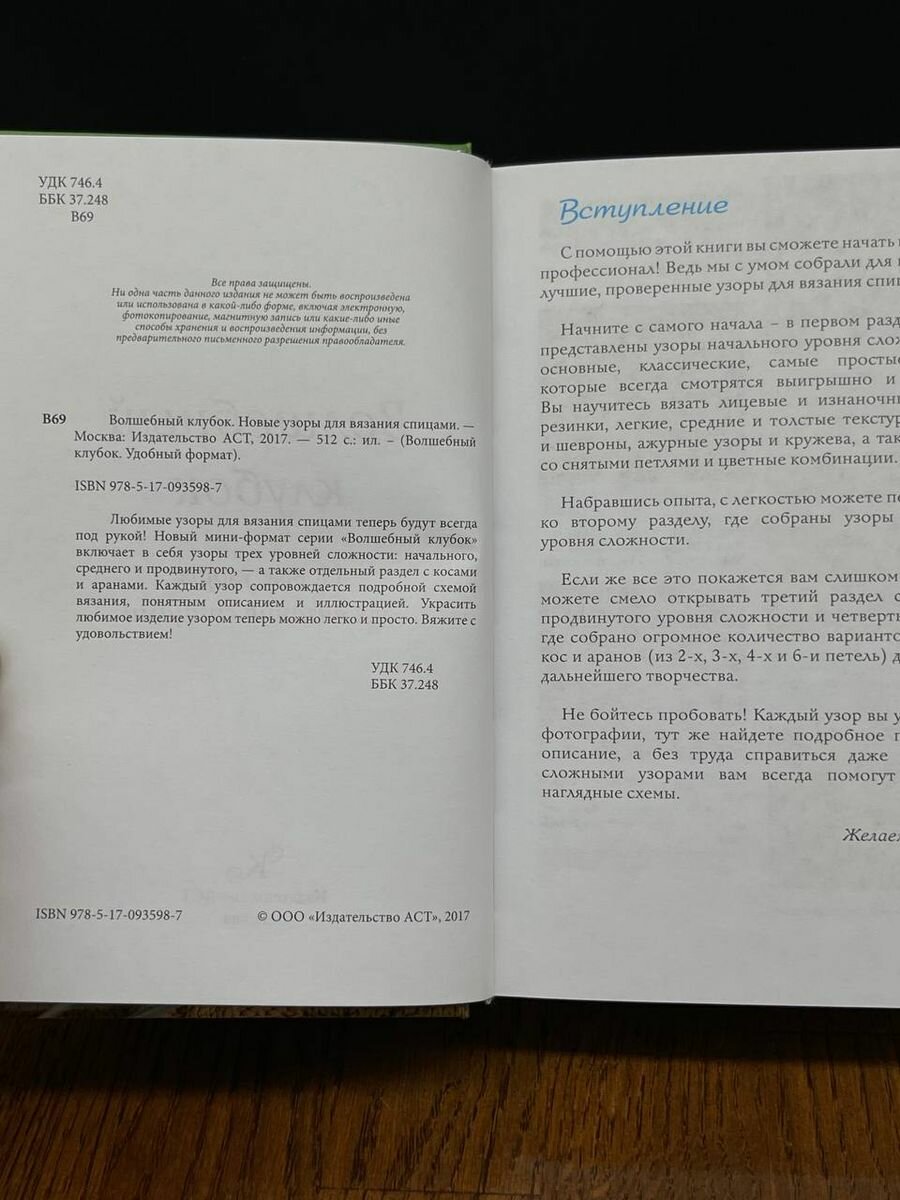 УДК 746.4
ББК 37.248
В69
Все права защищены.
Ни одна часть данного издания не может быть воспроизведена
или использована в какой-либо форме, включая электронную,
фотокопирование, магнитную запись или какие-либо иные
способы хранения и воспроизведения информации, без
предварительного письменного разрешения правообладателя.
В69 Волшебный клубок. Новые узоры для вязания спицами. —
Москва: Издательство АСТ, 2017. — 512 с.: ил. – (Волшебный
клубок. Удобный формат).
ISBN 978-5-17-093598-7
Любимые узоры для вязания спицами теперь будут всегда
под рукой! Новый мини-формат серии «Волшебный клубок»
включает в себя узоры трех уровней сложности: начального,
среднего и продвинутого, — а также отдельный раздел с косами
и аранами. Каждый узор сопровождается подробной схемой
вязания, понятным описанием и иллюстрацией. Украсить
любимое изделие узором теперь можно легко и просто. Вяжите с
удовольствием!
УДК 746.4
ББК 37.248
ISBN 978-5-17-093598-7 © ООО «Издательство АСТ», 2017
Вступление
С помощью этой книги вы сможете начать
профессионал! Ведь мы с умом собрали для
лучшие, проверенные узоры для вязания спиц
Начните с самого начала – в первом разд
представлены узоры начального уровня слож
основные, классические, самые простые
которые всегда смотрятся выигрышно и
Вы научитесь вязать лицевые и изнаночн
резинки, легкие, средние и толстые текстур
и шевроны, ажурные узоры и кружева, а так
со снятыми петлями и цветные комбинации.
Набравшись опыта, с легкостью можете пе
ко второму разделу, где собраны узоры
уровня сложности.
Если же все это покажется вам слишком
можете смело открывать третий раздел с
продвинутого уровня сложности и четверты
где собрано огромное количество вариантс
кос и аранов (из 2-х, 3-х, 4-х и 6-и петель) д
дальнейшего творчества.
Не бойтесь пробовать! Каждый узор вы у
фотографии, тут же найдете подробное п
описание, а без труда справиться даже
сложными узорами вам всегда помогут
наглядные схемы.
Желаем